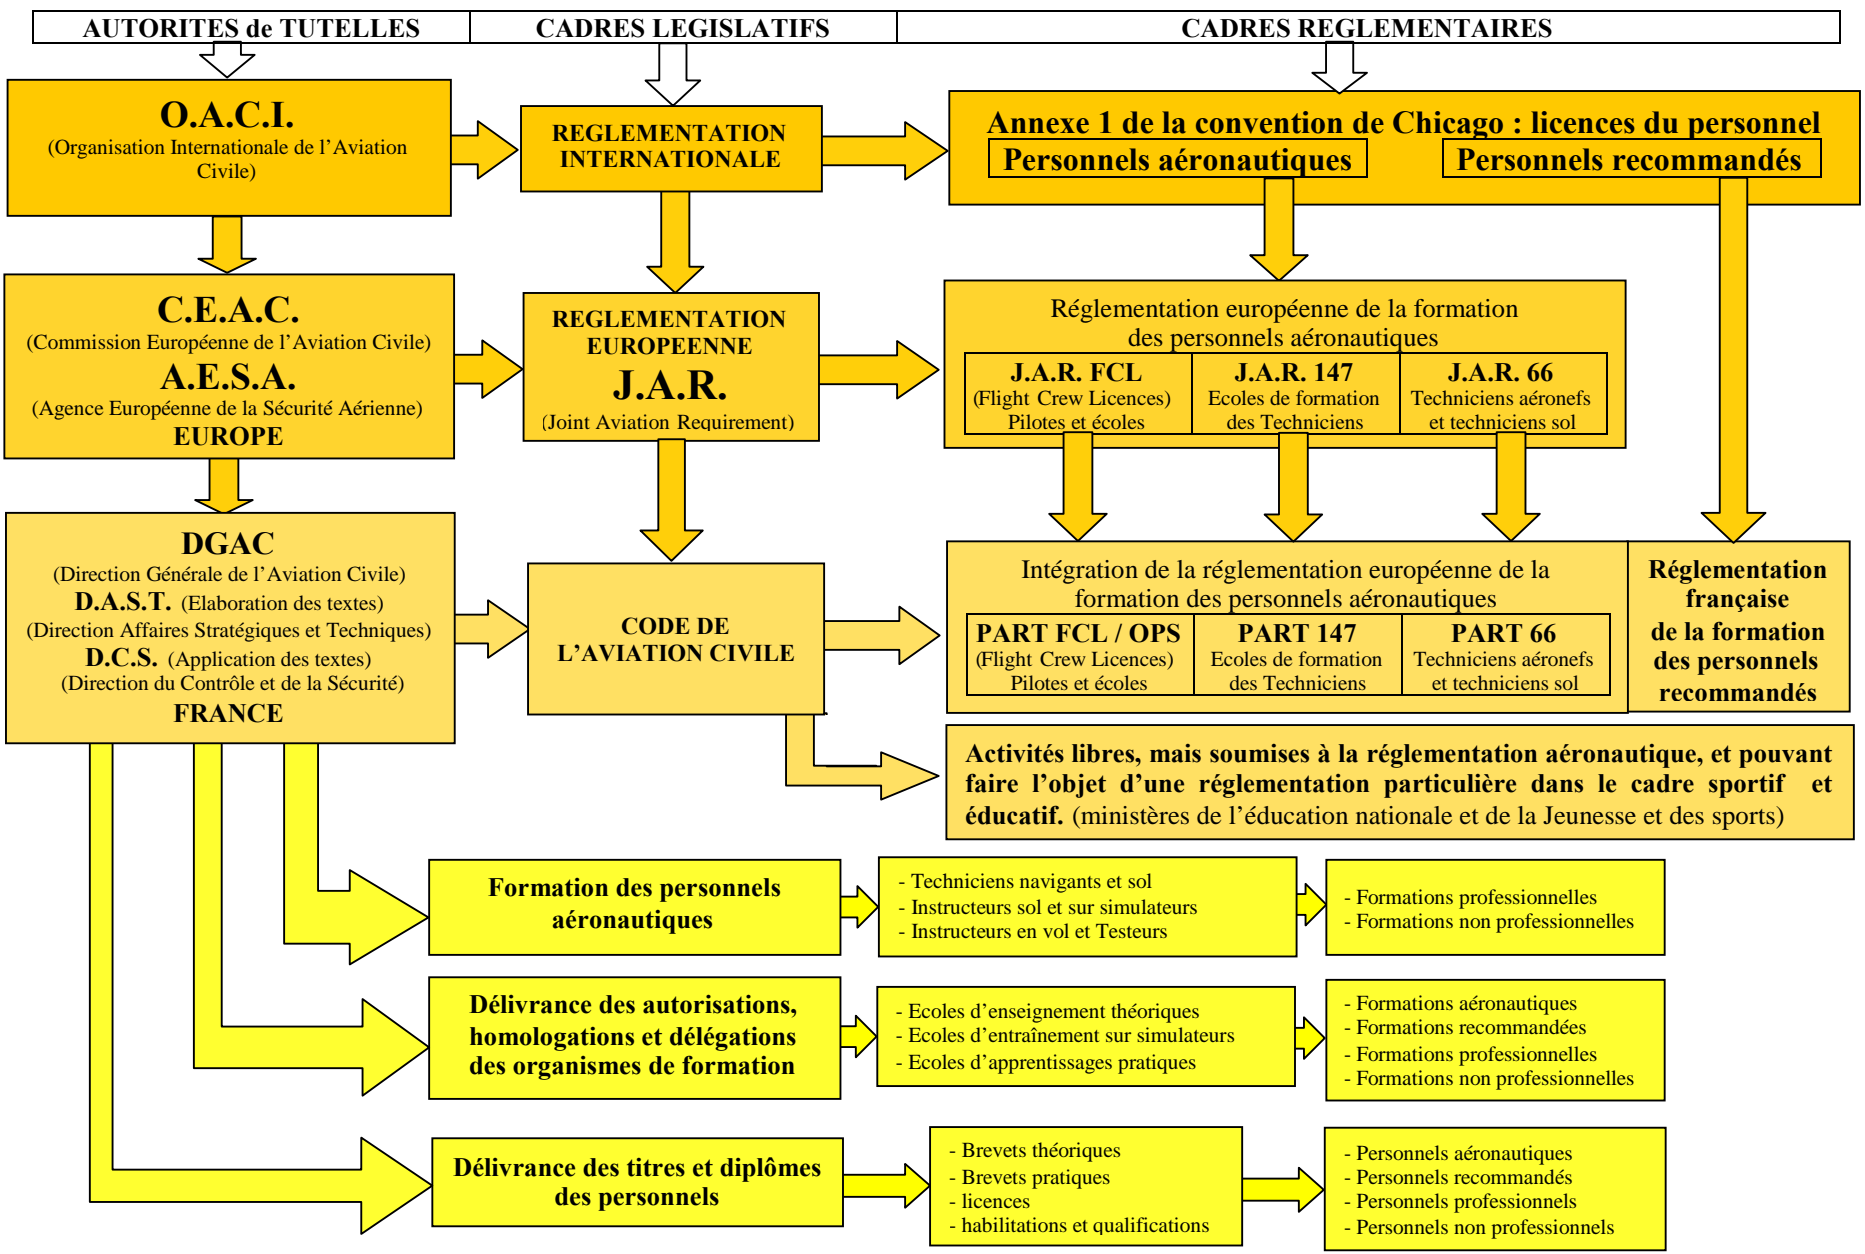 AUTORITES de TUTELLES
CADRES LEGISLATIFS
CADRES REGLEMENTAIRES
O.A.C.I.
(Organisation Internationale de l’Aviation
Civile)
REGLEMENTATION
INTERNATIONALE
Annexe 1 de la convention de Chicago : licences du personnel
Personnels aéronautiques
Personnels recommandés
C.E.A.C.
(Commission Européenne de l’Aviation Civile)
A.E.S.A.
(Agence Européenne de la Sécurité Aérienne)
EUROPE
REGLEMENTATION
EUROPEENNE
J.A.R.
(Joint Aviation Requirement)
Réglementation européenne de la formation
des personnels aéronautiques
J.A.R. FCL
(Flight Crew Licences)
Pilotes et écoles
J.A.R. 147
Ecoles de formation
des Techniciens
J.A.R. 66
Techniciens aéronefs
et techniciens sol
DGAC
(Direction Générale de l’Aviation Civile)
D.A.S.T. (Elaboration des textes)
(Direction Affaires Stratégiques et Techniques)
D.C.S. (Application des textes)
(Direction du Contrôle et de la Sécurité)
FRANCE
CODE DE
L’AVIATION CIVILE
Intégration de la réglementation européenne de la
formation des personnels aéronautiques
PART FCL / OPS
(Flight Crew Licences)
Pilotes et écoles
PART 147
Ecoles de formation
des Techniciens
PART 66
Techniciens aéronefs
et techniciens sol
Réglementation
française
de la formation
des personnels
recommandés
Activités libres, mais soumises à la réglementation aéronautique, et pouvant
faire l’objet d’une réglementation particulière dans le cadre sportif et
éducatif. (ministères de l’éducation nationale et de la Jeunesse et des sports)
Formation des personnels
aéronautiques
- Techniciens navigants et sol
- Instructeurs sol et sur simulateurs
- Instructeurs en vol et Testeurs
- Formations professionnelles
- Formations non professionnelles
Délivrance des autorisations,
homologations et délégations
des organismes de formation
- Ecoles d’enseignement théoriques
- Ecoles d’entraînement sur simulateurs
- Ecoles d’apprentissages pratiques
- Formations aéronautiques
- Formations recommandées
- Formations professionnelles
- Formations non professionnelles
Délivrance des titres et diplômes
des personnels
- Brevets théoriques
- Brevets pratiques
- licences
- habilitations et qualifications
- Personnels aéronautiques
- Personnels recommandés
- Personnels professionnels
- Personnels non professionnels